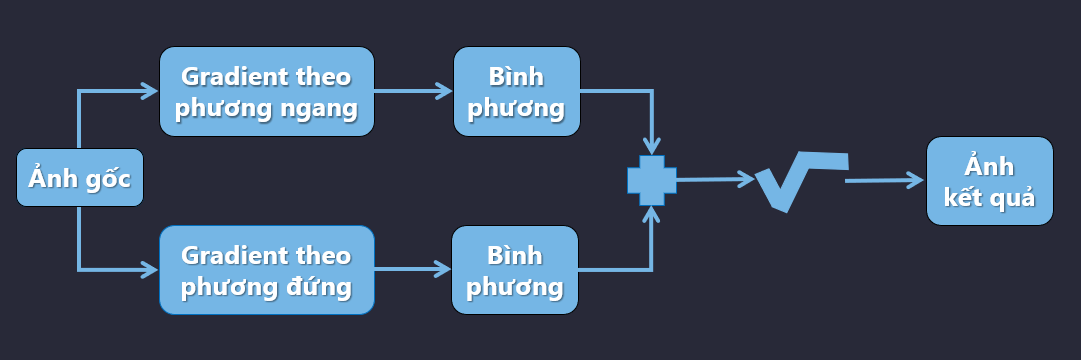 Ảnh gốc
Gradient theo
phương ngang
Bình
phương
Gradient theo
phương đứng
Bình
phương
Ảnh
kết quả